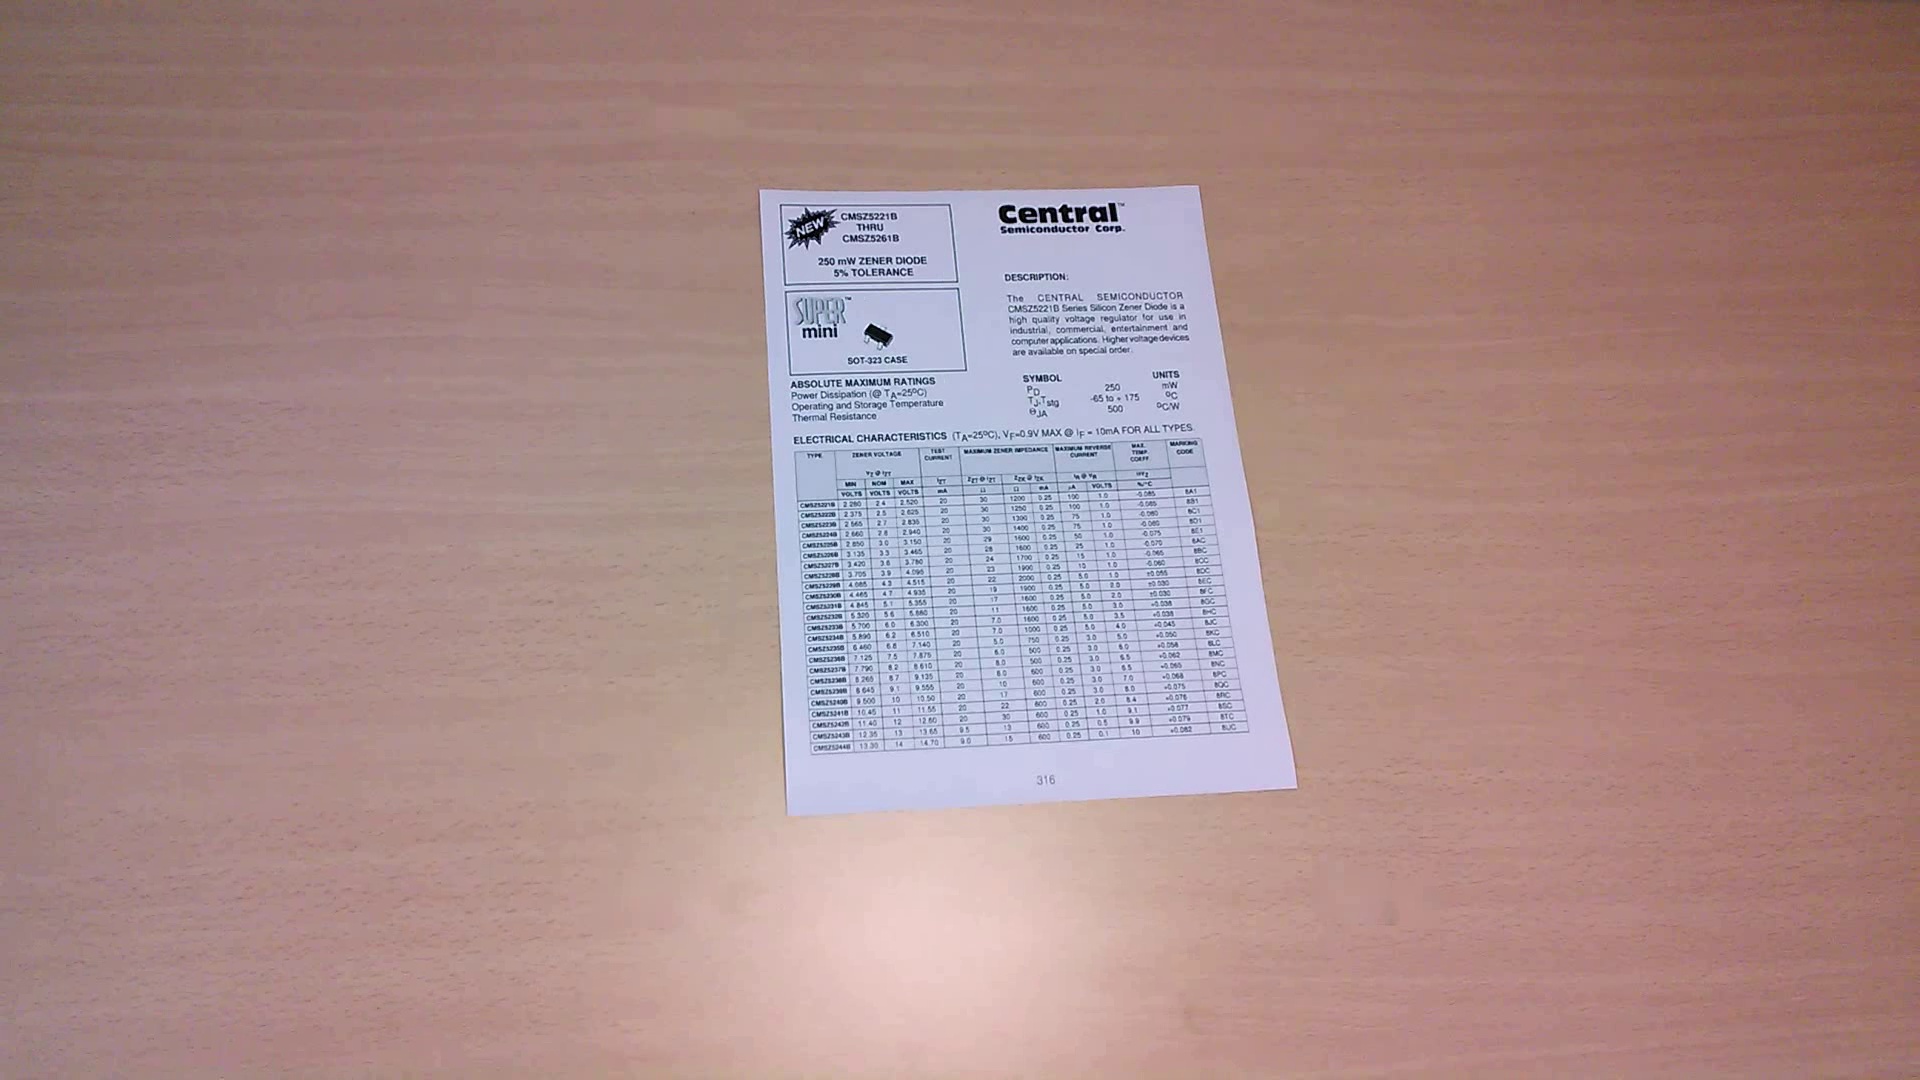 NEW
CMSZ5221B
THRU
CMSZ5261B
250 mW ZENER DIODE
5% TOLERANCE
SUPER™
mini
SOT-323 CASE
Central™
Semiconductor Corp.
DESCRIPTION:
The CENTRAL SEMICONDUCTOR
CMSZ5221B Series Silicon Zener Diode is a
high quality voltage regulator for use in
industrial, commercial, entertainment and
computer applications. Higher voltage devices
are available on special order.
ABSOLUTE MAXIMUM RATINGS SYMBOL UNITS
Power Dissipation (@ TA=25ºC) PD 250 mW
Operating and Storage Temperature TJ,Tstg -65 to + 175 ºC
Thermal Resistance ΘJA 500 ºC/W
ELECTRICAL CHARACTERISTICS (TA=25ºC), VF=0.9V MAX @ IF = 10mA FOR ALL TYPES.
TYPE ZENER VOLTAGE TEST CURRENT MAXIMUM ZENER IMPEDANCE MAXIMUM REVERSE CURRENT MAX. TEMP. COEFF. MARKING CODE
VZ @ IZT IZT ZZT @ IZT ZZK @ IZK IR @ VR
MIN NOM MAX
VOLTS VOLTS VOLTS mA Ω Ω mA µA VOLTS %/ºC
CMSZ5221B 2.280 2.4 2.520 20 30 1200 0.25 100 1.0 -0.085 8A1
CMSZ5222B 2.375 2.5 2.625 20 30 1250 0.25 100 1.0 -0.085 8B1
CMSZ5223B 2.565 2.7 2.835 20 30 1300 0.25 75 1.0 -0.080 8C1
CMSZ5224B 2.660 2.8 2.940 20 30 1400 0.25 75 1.0 -0.080 8D1
CMSZ5225B 2.850 3.0 3.150 20 29 1600 0.25 50 1.0 -0.075 8E1
CMSZ5226B 3.135 3.3 3.465 20 28 1600 0.25 25 1.0 -0.070 8AC
CMSZ5227B 3.420 3.6 3.780 20 24 1700 0.25 15 1.0 -0.065 8BC
CMSZ5228B 3.705 3.9 4.095 20 23 1900 0.25 10 1.0 -0.060 8CC
CMSZ5229B 4.085 4.3 4.515 20 22 2000 0.25 5.0 1.0 ±0.055 8DC
CMSZ5230B 4.465 4.7 4.935 20 19 1900 0.25 5.0 2.0 ±0.030 8EC
CMSZ5231B 4.845 5.1 5.355 20 17 1600 0.25 5.0 2.0 ±0.030 8FC
CMSZ5232B 5.320 5.6 5.880 20 11 1600 0.25 5.0 3.0 +0.038 8GC
CMSZ5233B 5.700 6.0 6.300 20 7.0 1600 0.25 5.0 3.5 +0.038 8HC
CMSZ5234B 5.890 6.2 6.510 20 7.0 1000 0.25 5.0 4.0 +0.045 8JC
CMSZ5235B 6.460 6.8 7.140 20 5.0 750 0.25 3.0 5.0 +0.050 8KC
CMSZ5236B 7.125 7.5 7.875 20 6.0 500 0.25 3.0 6.0 +0.058 8LC
CMSZ5237B 7.790 8.2 8.610 20 8.0 500 0.25 3.0 6.5 +0.062 8MC
CMSZ5238B 8.265 8.7 9.135 20 8.0 600 0.25 3.0 6.5 +0.065 8NC
CMSZ5239B 8.645 9.1 9.555 20 10 600 0.25 3.0 7.0 +0.068 8PC
CMSZ5240B 9.500 10 10.50 20 17 600 0.25 3.0 8.0 +0.075 8QC
CMSZ5241B 10.45 11 11.55 20 22 600 0.25 2.0 8.4 +0.076 8RC
CMSZ5242B 11.40 12 12.60 20 30 600 0.25 1.0 9.1 +0.077 8SC
CMSZ5243B 12.35 13 13.65 9.5 13 600 0.25 0.5 9.9 +0.079 8TC
CMSZ5244B 13.30 14 14.70 9.0 15 600 0.25 0.1 10 +0.082 8UC
316